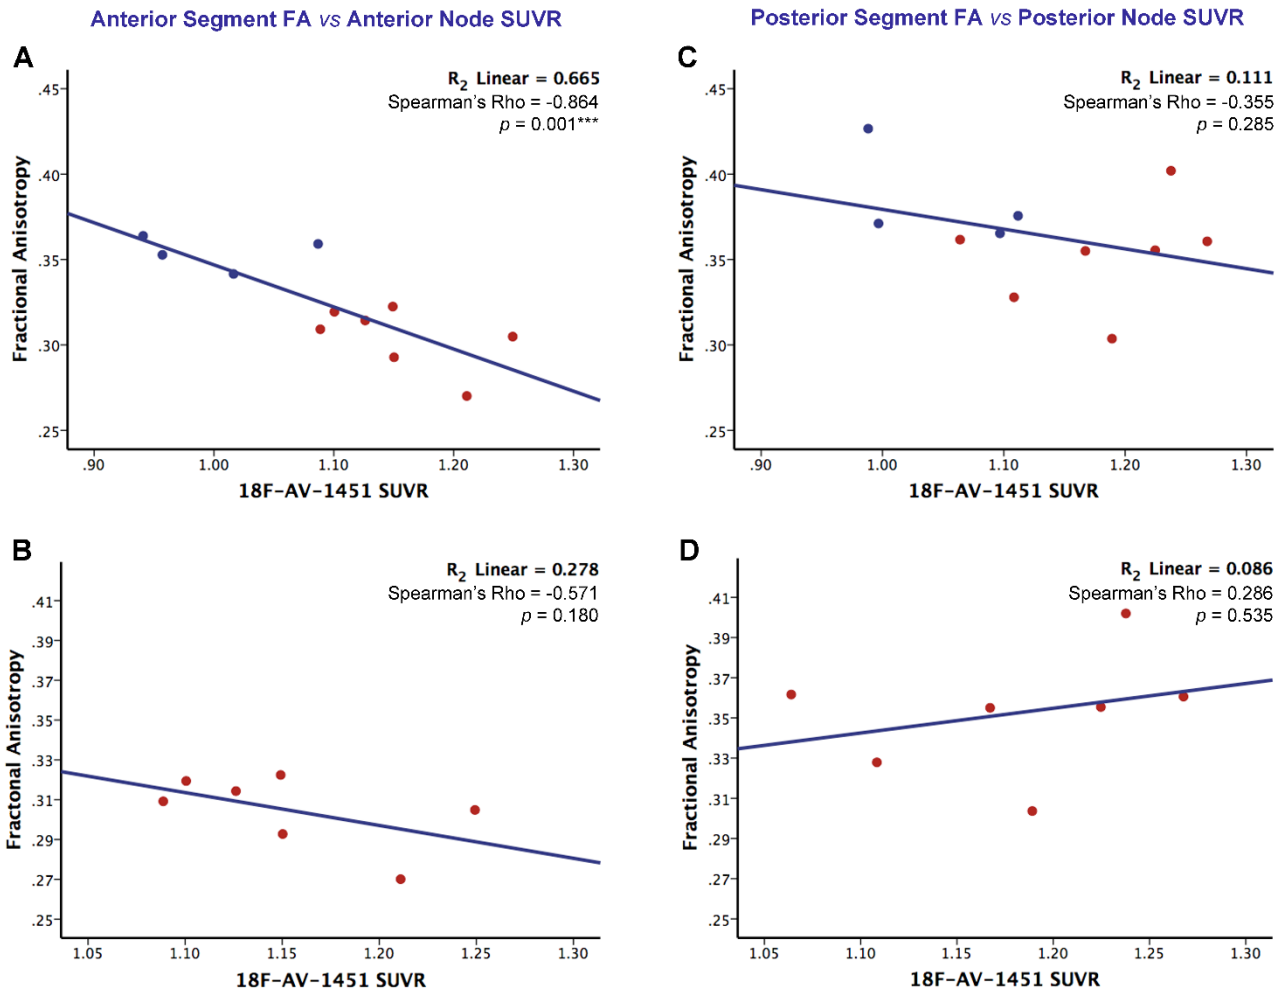 Anterior Segment FA vs Anterior Node SUVR
Posterior Segment FA vs Posterior Node SUVR
A
R2 Linear = 0.665
Spearman's Rho = -0.864
p = 0.001***
.45
.40
.35
.30
.25
Fractional Anisotropy
.90
1.00
1.10
1.20
1.30
18F-AV-1451 SUVR
C
R2 Linear = 0.111
Spearman's Rho = -0.355
p = 0.285
.45
.40
.35
.30
.25
Fractional Anisotropy
.90
1.00
1.10
1.20
1.30
18F-AV-1451 SUVR
B
R2 Linear = 0.278
Spearman's Rho = -0.571
p = 0.180
.41
.39
.37
.35
.33
.31
.29
.27
.25
Fractonal Anisotropy
1.05
1.10
1.15
1.20
1.25
1.30
18F-AV-1451 SUVR
D
R2 Linear = 0.086
Spearman's Rho = 0.286
p = 0.535
.41
.39
.37
.35
.33
.31
.29
.27
.25
Fractional Anisotropy
1.05
1.10
1.15
1.20
1.25
1.30
18F-AV-1451 SUVR